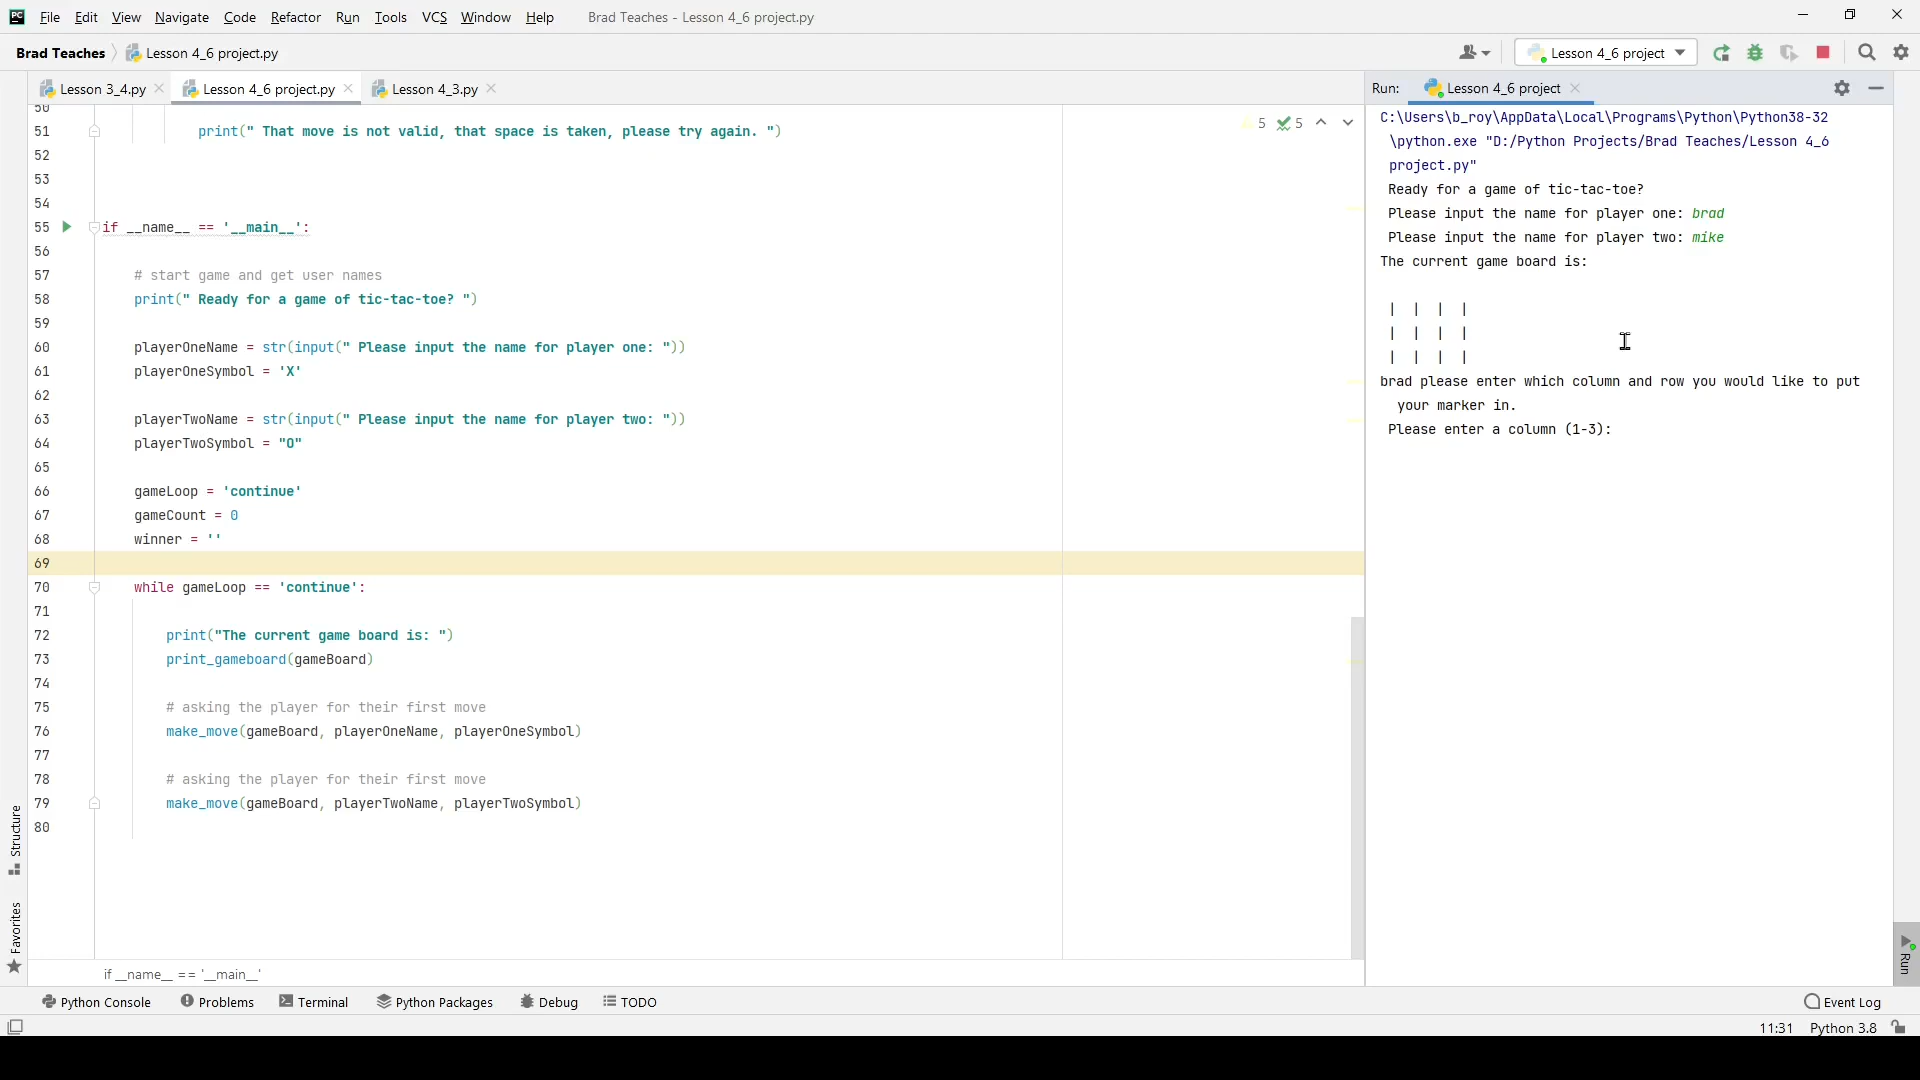 File Edit View Navigate Code Refactor Run Tools VCS Window Help Brad Teaches - Lesson 4_6 project.py
Brad Teaches Lesson 4_6 project.py Lesson 4_6 project
Lesson 3_4.py Lesson 4_6 project.py Lesson 4_3.py
50
51 print(" That move is not valid, that space is taken, please try again. ")
5 5
52
53
54
55 if __name__ == '__main__':
56
57 # start game and get user names
58 print(" Ready for a game of tic-tac-toe? ")
59
60 playerOneName = str(input(" Please input the name for player one: "))
61 playerOneSymbol = 'X'
62
63 playerTwoName = str(input(" Please input the name for player two: "))
64 playerTwoSymbol = "O"
65
66 gameLoop = 'continue'
67 gameCount = 0
68 winner = ''
69
70 while gameLoop == 'continue':
71
72 print("The current game board is: ")
73 print_gameboard(gameBoard)
74
75 # asking the player for their first move
76 make_move(gameBoard, playerOneName, playerOneSymbol)
77
78 # asking the player for their first move
79 make_move(gameBoard, playerTwoName, playerTwoSymbol)
80
if __name__ == '__main__'
Run: Lesson 4_6 project
C:\Users\b_roy\AppData\Local\Programs\Python\Python38-32
\python.exe "D:/Python Projects/Brad Teaches/Lesson 4_6
project.py"
Ready for a game of tic-tac-toe?
Please input the name for player one: brad
Please input the name for player two: mike
The current game board is:
| | | |
| | | |
| | | |
brad please enter which column and row you would like to put
your marker in.
Please enter a column (1-3):
Structure
Favorites
Run
Python Console Problems Terminal Python Packages Debug TODO Event Log
11:31 Python 3.8